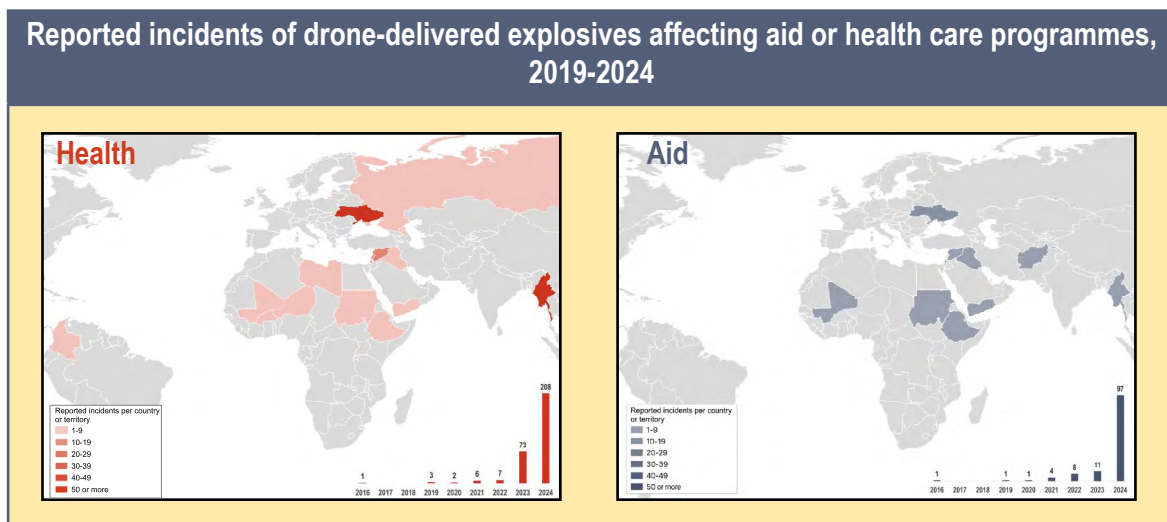 Reported incidents of drone-delivered explosives affecting aid or health care programmes,
2019-2024
Health
Reported incidents per country
or territory
1-9
10-19
20-29
30-39
40-49
50 or more
1
3
2
6
7
73
208
2016 2017 2018 2019 2020 2021 2022 2023 2024
Aid
Reported incidents per country
or territory
1-9
10-19
20-29
30-39
40-49
50 or more
1
1
1
4
8
11
97
2016 2017 2018 2019 2020 2021 2022 2023 2024